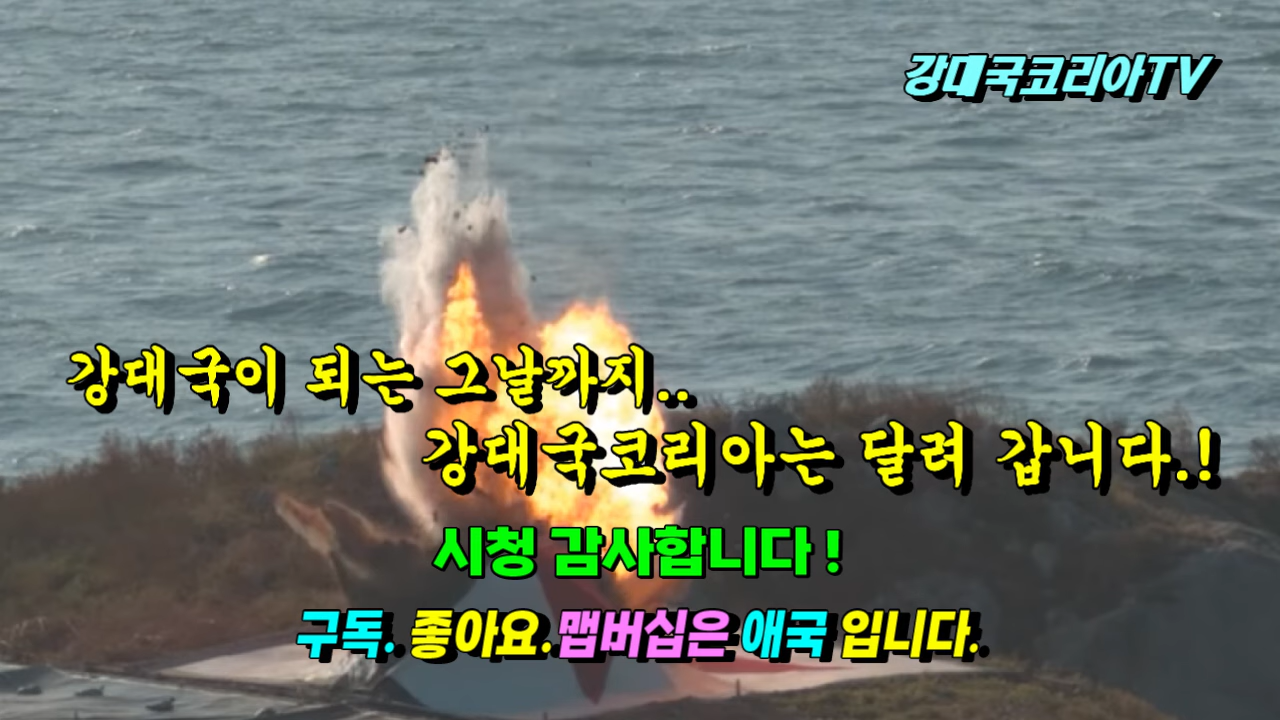 강대국코리아TV
강대국이 되는 그날까지..
강대국코리아는 달려 갑니다.!
시청 감사합니다 !
구독. 좋아요.맵버십은 애국 입니다.